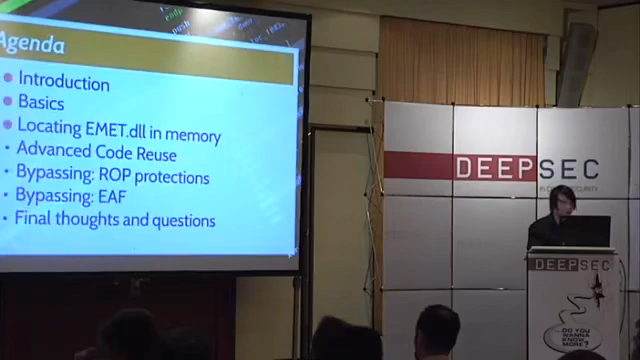 Agenda
Introduction
Basics
Locating EMET.dll in memory
Advanced Code Reuse
Bypassing: ROP protections
Bypassing: EAF
Final thoughts and questions
DEEPSEC
DEEPSEC
DO YOU
WANNA
KNOW
MORE?